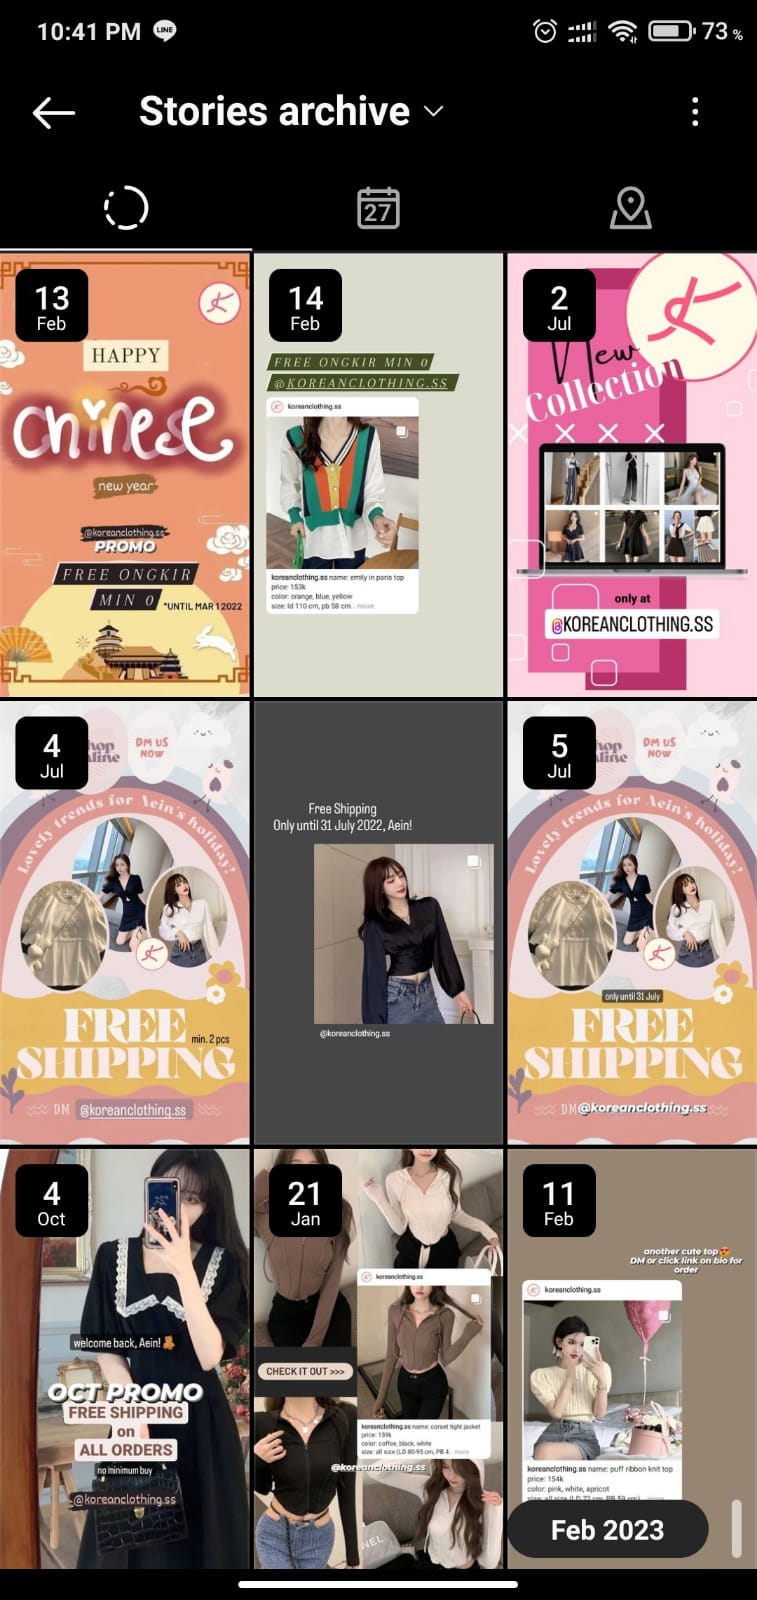 10:41 PM
LINE
73 %
Stories archive
27
13
Feb
HAPPY
chinese
new year
@koreanclothing.ss
PROMO
FREE ONGKIR
MIN 0
*UNTIL MAR 1 2022
14
Feb
FREE ONGKIR MIN 0
@KOREANCLOTHING.SS
koreanclothing.ss
koreanclothing.ss name: emily in paris top
price: 153k
color: orange, blue, yellow
size: ld 110 cm, pb 58 cm... more
2
Jul
New
Collection
only at
@KOREANCLOTHING.SS
4
Jul
DM US
NOW
Lovely trends for Aein's holiday!
FREE
min. 2 pcs
SHIPPING
DM @koreanclothing.ss
Free Shipping
Only until 31 July 2022, Aein!
@koreanclothing.ss
5
Jul
DM US
NOW
Lovely trends for Aein's holiday!
only until 31 July
FREE
SHIPPING
DM @koreanclothing.ss
4
Oct
welcome back, Aein!
OCT PROMO
FREE SHIPPING
on
ALL ORDERS
no minimum buy
@koreanclothing.ss
21
Jan
koreanclothing.ss
CHECK IT OUT >>>
koreanclothing.ss name: corset tight jacket
price: 139k
color: coffee, black, white
size: all size (LD 80-95 cm, PB 4... more
@koreanclothing.ss
11
Feb
another cute top
DM or click link on bio for
order
koreanclothing.ss
koreanclothing.ss name: puff ribbon knit top
price: 154k
color: pink, white, apricot
Feb 2023